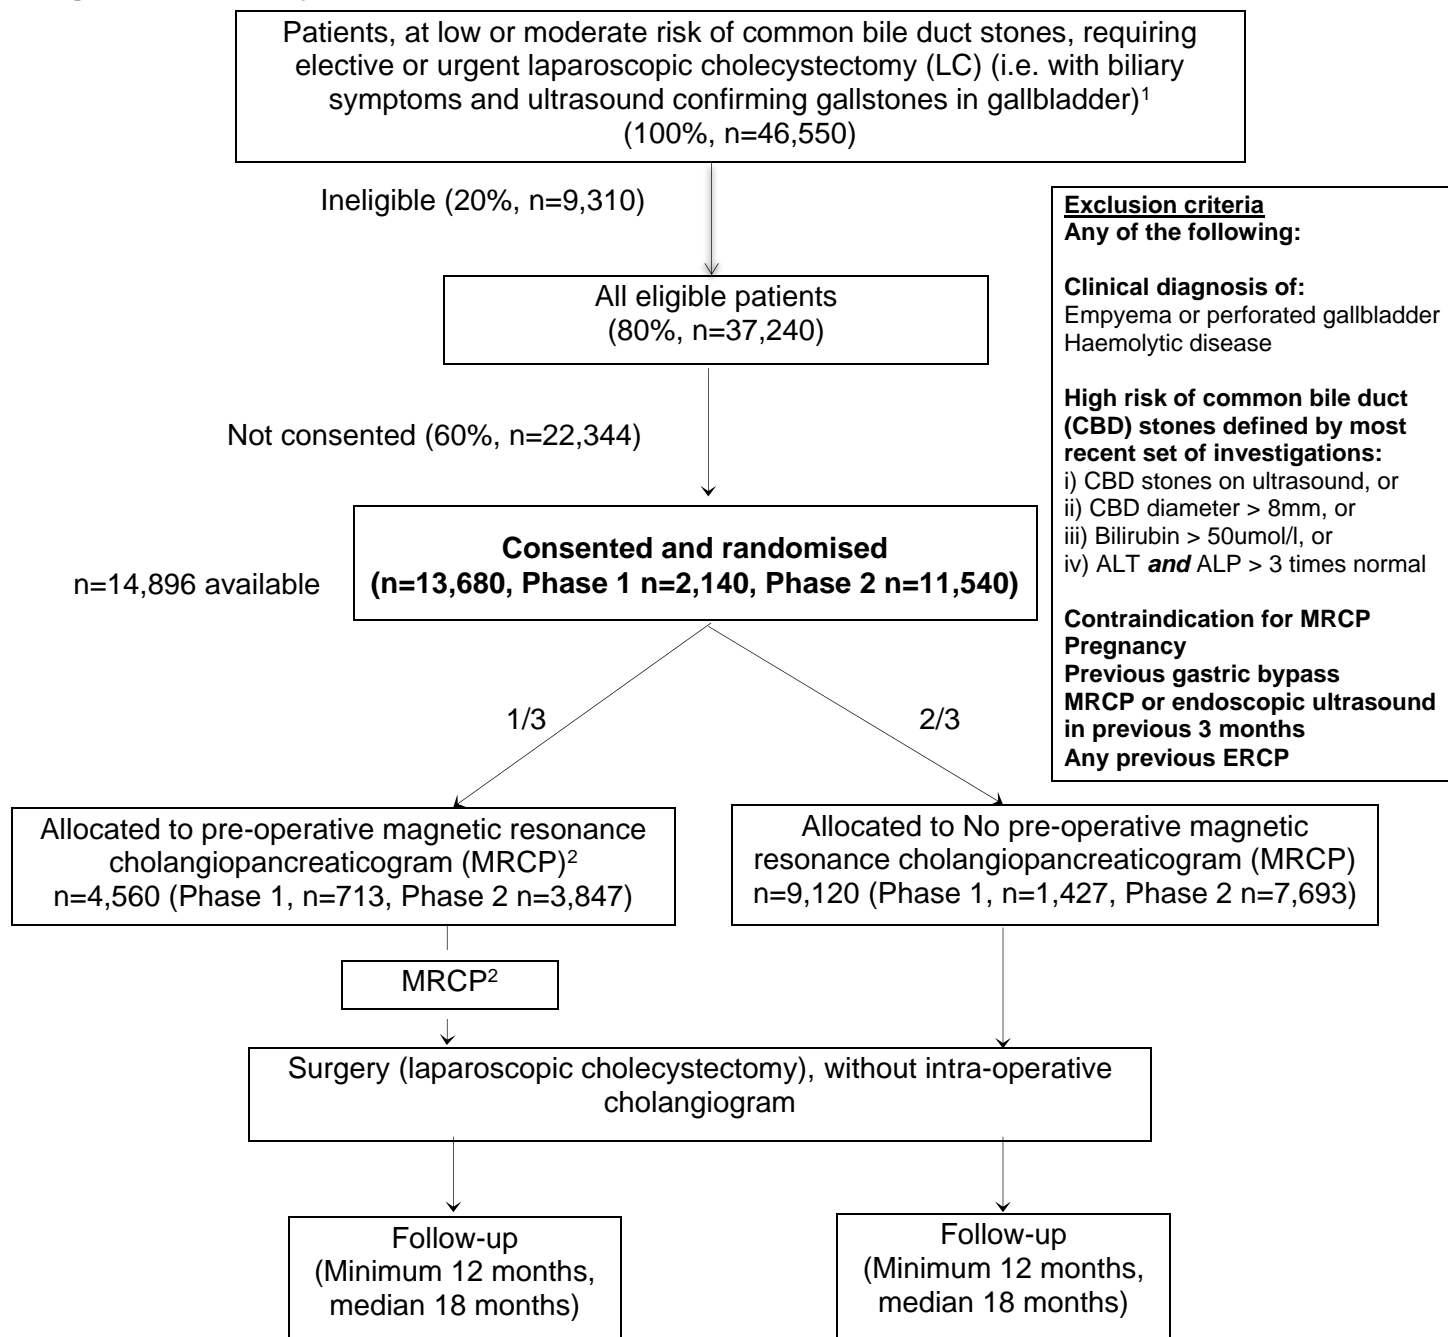 Patients, at low or moderate risk of common bile duct stones, requiring
elective or urgent laparoscopic cholecystectomy (LC) (i.e. with biliary
symptoms and ultrasound confirming gallstones in gallbladder)1
(100%, n=46,550)
Ineligible (20%, n=9,310)
All eligible patients
(80%, n=37,240)
Not consented (60%, n=22,344)
n=14,896 available
Consented and randomised
(n=13,680, Phase 1 n=2,140, Phase 2 n=11,540)
Exclusion criteria
Any of the following:
Clinical diagnosis of:
Empyema or perforated gallbladder
Haemolytic disease
High risk of common bile duct
(CBD) stones defined by most
recent set of investigations:
i) CBD stones on ultrasound, or
ii) CBD diameter > 8mm, or
iii) Bilirubin > 50umol/l, or
iv) ALT and ALP > 3 times normal
Contraindication for MRCP
Pregnancy
Previous gastric bypass
MRCP or endoscopic ultrasound
in previous 3 months
Any previous ERCP
1/3
2/3
Allocated to pre-operative magnetic resonance
cholangiopancreaticogram (MRCP)2
n=4,560 (Phase 1, n=713, Phase 2 n=3,847)
Allocated to No pre-operative magnetic
resonance cholangiopancreaticogram (MRCP)
n=9,120 (Phase 1, n=1,427, Phase 2 n=7,693)
MRCP2
Surgery (laparoscopic cholecystectomy), without intra-operative
cholangiogram
Follow-up
(Minimum 12 months,
median 18 months)
Follow-up
(Minimum 12 months,
median 18 months)